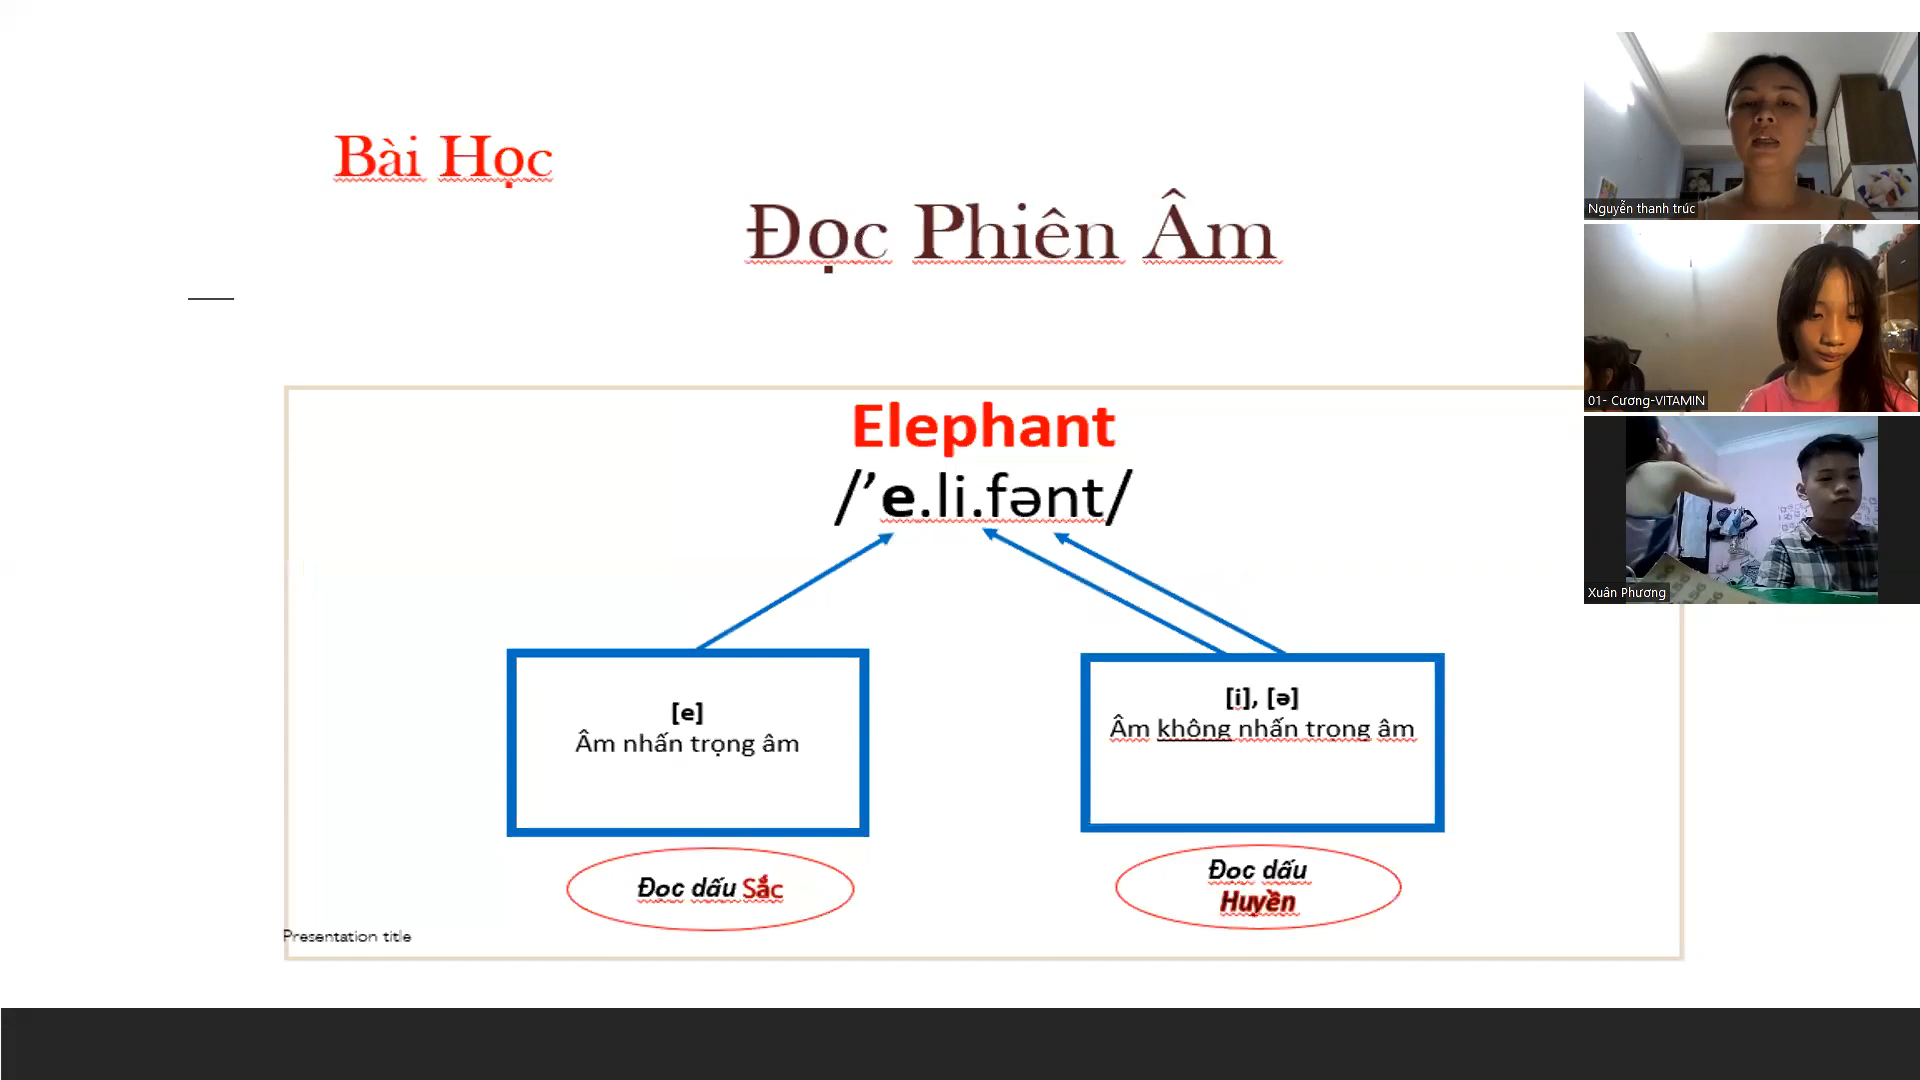 Bài Học
Đọc Phiên Âm
Elephant
/’e.li.fənt/
[e]
Âm nhấn trọng âm
[i], [ə]
Âm không nhấn trọng âm
Đọc dấu Sắc
Đọc dấu
Huyền
Presentation title
Nguyễn thanh trúc
01- Cương-VITAMIN
Xuân Phương